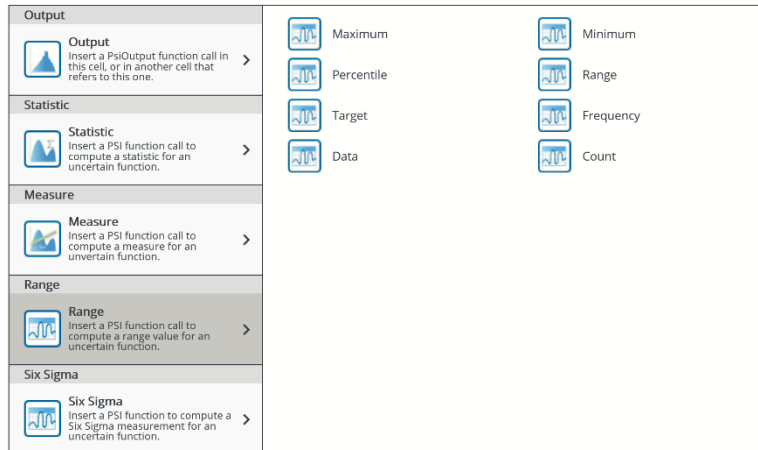 Output
Output
Insert a PsiOutput function call in
this cell, or in another cell that
refers to this one.
Statistic
Statistic
Insert a PSI function call to
compute a statistic for an
uncertain function.
Measure
Measure
Insert a PSI function call to
compute a measure for an
unvertain function.
Range
Range
Insert a PSI function call to
compute a range value for an
uncertain function.
Six Sigma
Six Sigma
Insert a PSI function to compute a
Six Sigma measurement for an
uncertain function.
Maximum
Minimum
Percentile
Range
Target
Frequency
Data
Count